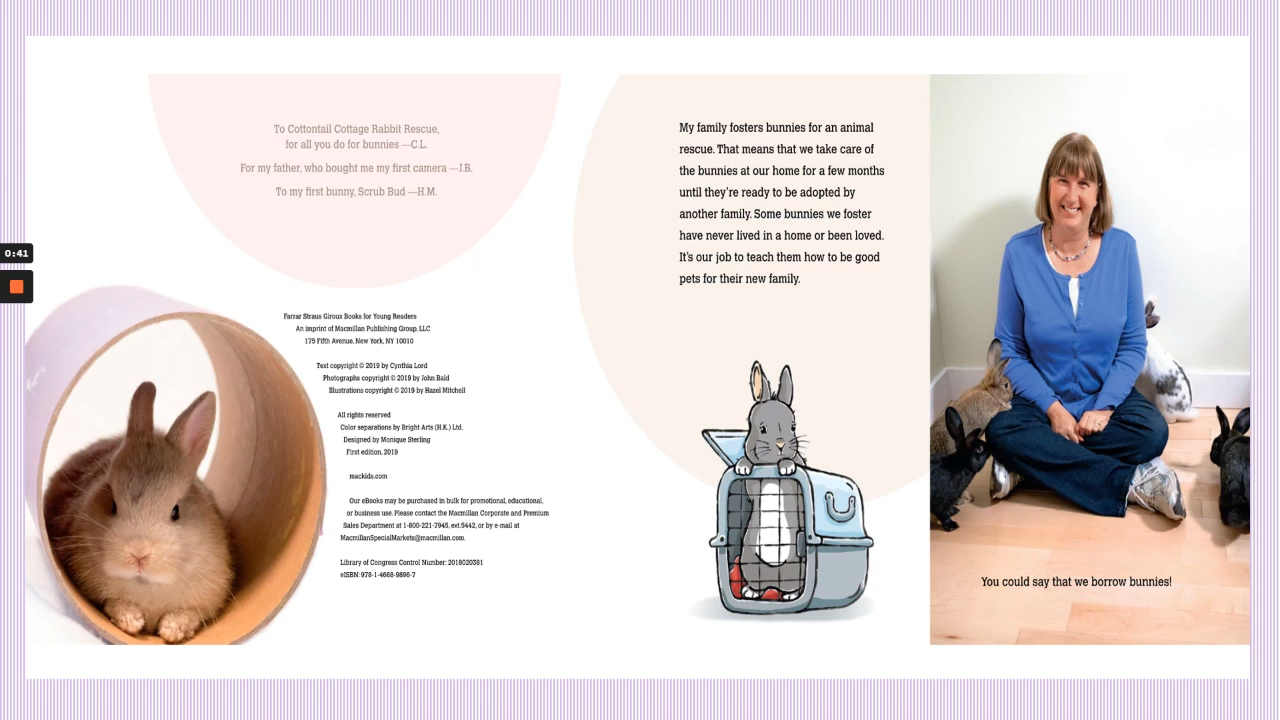 To Cottontail Cottage Rabbit Rescue,
for all you do for bunnies —C.L.
For my father, who bought me my first camera —J.B.
To my first bunny, Scrub Bud —H.M.
0:41
Farrar Straus Giroux Books for Young Readers
An imprint of Macmillan Publishing Group, LLC
175 Fifth Avenue, New York, NY 10010
Text copyright © 2019 by Cynthia Lord
Photographs copyright © 2019 by John Bald
Illustrations copyright © 2019 by Hazel Mitchell
All rights reserved
Color separations by Bright Arts (H.K.) Ltd.
Designed by Monique Sterling
First edition, 2019
mackids.com
Our eBooks may be purchased in bulk for promotional, educational,
or business use. Please contact the Macmillan Corporate and Premium
Sales Department at 1-800-221-7945, ext. 5442, or by e-mail at
MacmillanSpecialMarkets@macmillan.com.
Library of Congress Control Number: 2018020381
eISBN: 978-1-4668-9896-7
My family fosters bunnies for an animal
rescue. That means that we take care of
the bunnies at our home for a few months
until they're ready to be adopted by
another family. Some bunnies we foster
have never lived in a home or been loved.
It's our job to teach them how to be good
pets for their new family.
You could say that we borrow bunnies!